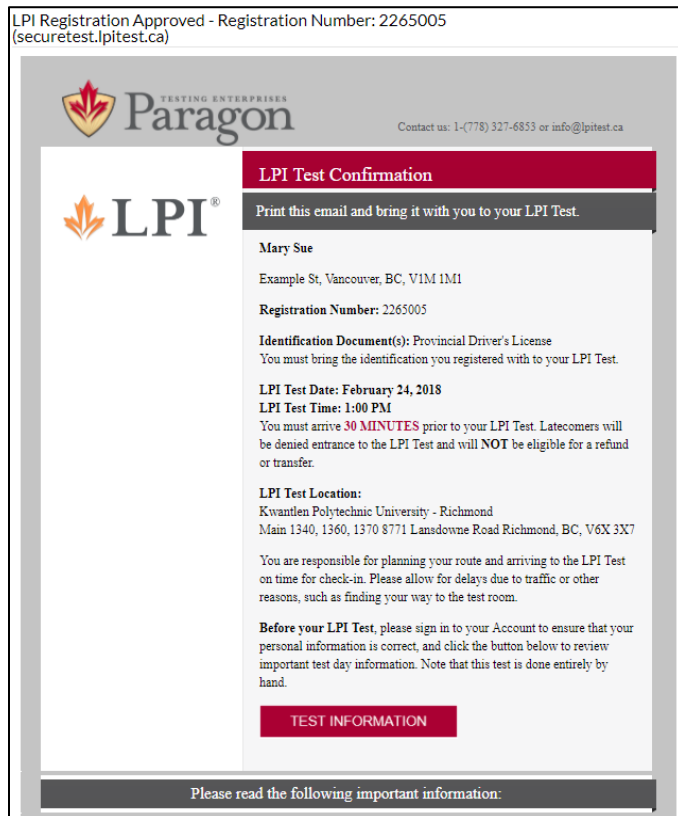 LPI Registration Approved - Registration Number: 2265005
(securetest.lpitest.ca)
TESTING ENTERPRISES
Paragon
Contact us: 1-(778) 327-6853 or info@lpitest.ca
LPI®
LPI Test Confirmation
Print this email and bring it with you to your LPI Test.
Mary Sue
Example St, Vancouver, BC, V1M 1M1
Registration Number: 2265005
Identification Document(s): Provincial Driver's License
You must bring the identification you registered with to your LPI Test.
LPI Test Date: February 24, 2018
LPI Test Time: 1:00 PM
You must arrive 30 MINUTES prior to your LPI Test. Latecomers will
be denied entrance to the LPI Test and will NOT be eligible for a refund
or transfer.
LPI Test Location:
Kwantlen Polytechnic University - Richmond
Main 1340, 1360, 1370 8771 Lansdowne Road Richmond, BC, V6X 3X7
You are responsible for planning your route and arriving to the LPI Test
on time for check-in. Please allow for delays due to traffic or other
reasons, such as finding your way to the test room.
Before your LPI Test, please sign in to your Account to ensure that your
personal information is correct, and click the button below to review
important test day information. Note that this test is done entirely by
hand.
TEST INFORMATION
Please read the following important information: